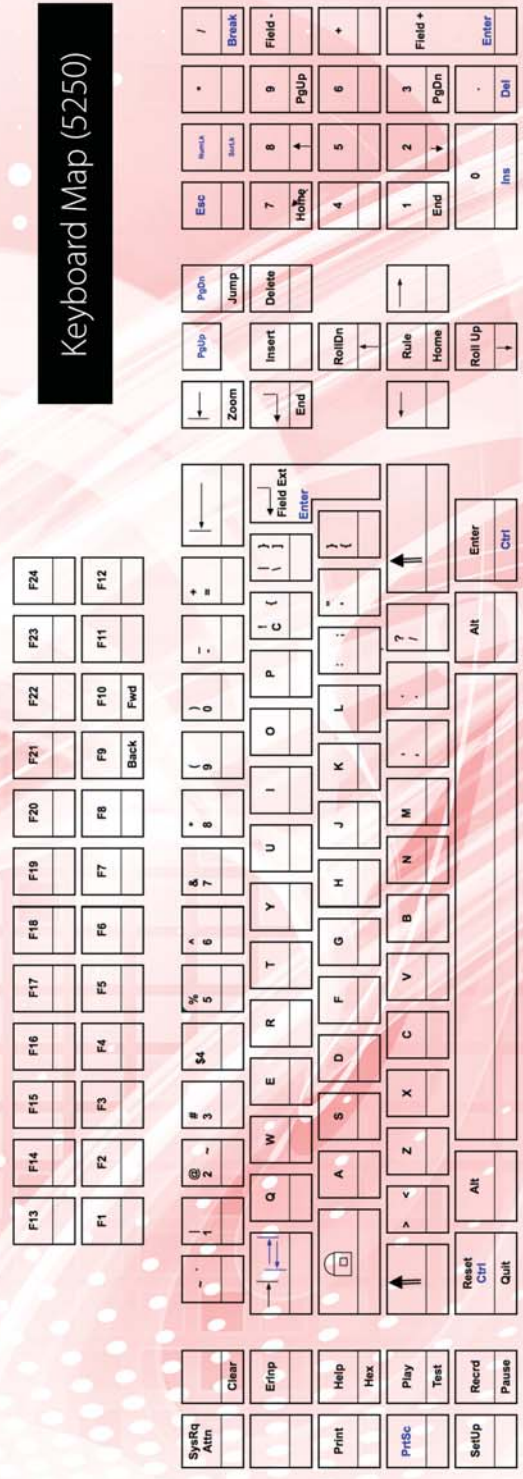 Keyboard Map (5250)
F13 F14 F15 F16 F17 F18 F19 F20 F21 F22 F23 F24
F1 F2 F3 F4 F5 F6 F7 F8 F9 F10 F11 F12
Back Fwd
SysRq
Attn
Clear
~ `
|
1
@
2 ~
#
3
$4
%
5
^
6
&
7
*
8
(
9
)
0
-
+
=
Zoom
PgUp
PgDn
Jump
Esc
NumLk
ScrLk
*
/
Break
ErInp
Q W E R T Y U I O P
!
C {
| }
\ ]
Field Ext
Enter
End
Insert
Delete
7
Home
8
9
PgUp
Field -
Print
Help
Hex
A S D F G H J K L
: ;
" '
}
{
RollDn
4 5 6 +
PrtSc
Play
Test
> <
Z X C V B N M
?
/
Rule
Home
1
End
2
3
PgDn
Field +
Enter
SetUp
Recrd
Pause
Reset
Ctrl
Quit
Alt
Alt
Enter
Ctrl
Roll Up
0
Ins
.
Del